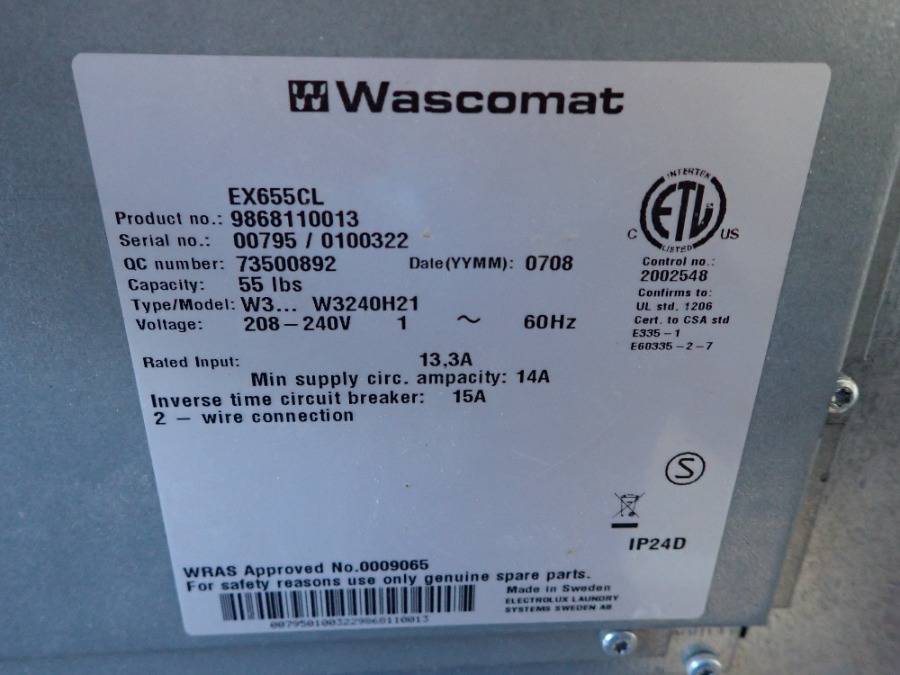 Wascomat
EX655CL
Product no.: 9868110013
Serial no.: 00795 / 0100322
QC number: 73500892 Date(YYMM): 0708
Capacity: 55 lbs
Type/Model: W3... W3240H21
Voltage: 208-240V 1 ~ 60Hz
Rated Input: 13,3A
Min supply circ. ampacity: 14A
Inverse time circuit breaker: 15A
2 - wire connection
INTERTEK
ETL
LISTED
C US
Control no.:
2002548
Confirms to:
UL std. 1206
Cert. to CSA std
E335-1
E60335-2-7
S
IP24D
WRAS Approved No.0009065
For safety reasons use only genuine spare parts.
Made in Sweden
ELECTROLUX LAUNDRY
SYSTEMS SWEDEN AB
0079501003229868110013